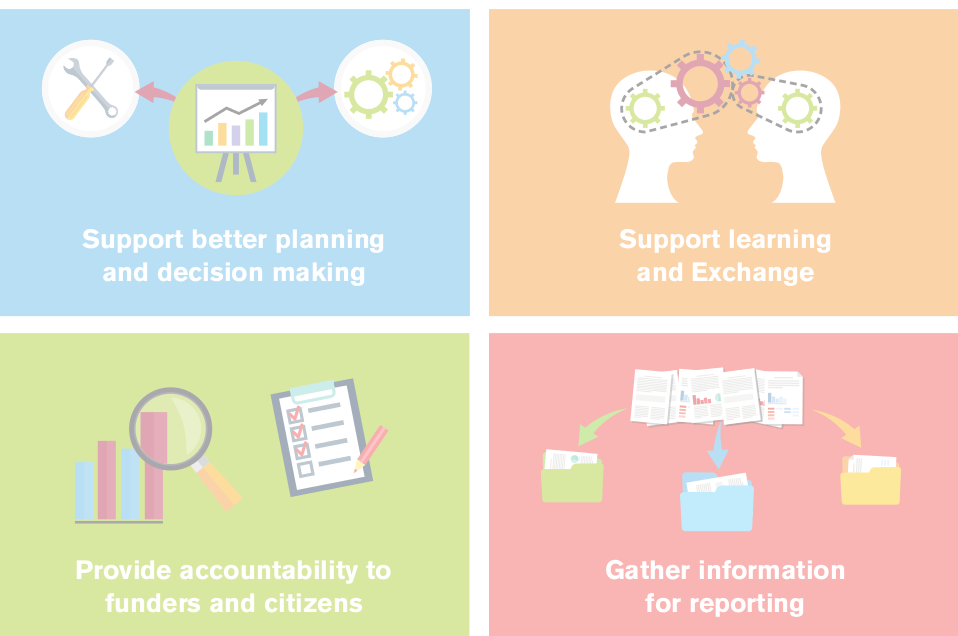 Support better planning
and decision making
Support learning
and Exchange
Provide accountability to
funders and citizens
Gather information
for reporting